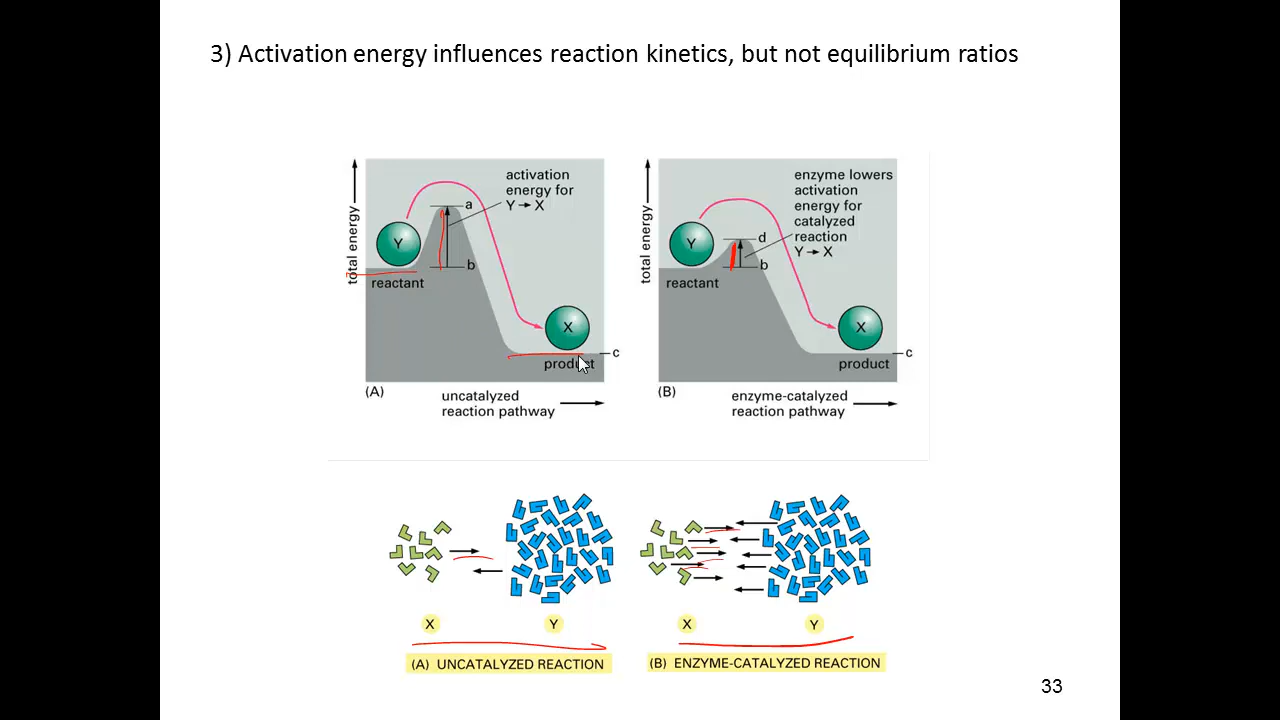 3) Activation energy influences reaction kinetics, but not equilibrium ratios
total energy
activation
energy for
Y → X
a
b
Y
reactant
X
c
product
(A)
uncatalyzed
reaction pathway
total energy
enzyme lowers
activation
energy for
catalyzed
reaction
Y → X
d
b
Y
reactant
X
c
product
(B)
enzyme-catalyzed
reaction pathway
X
Y
(A) UNCATALYZED REACTION
X
Y
(B) ENZYME-CATALYZED REACTION
33